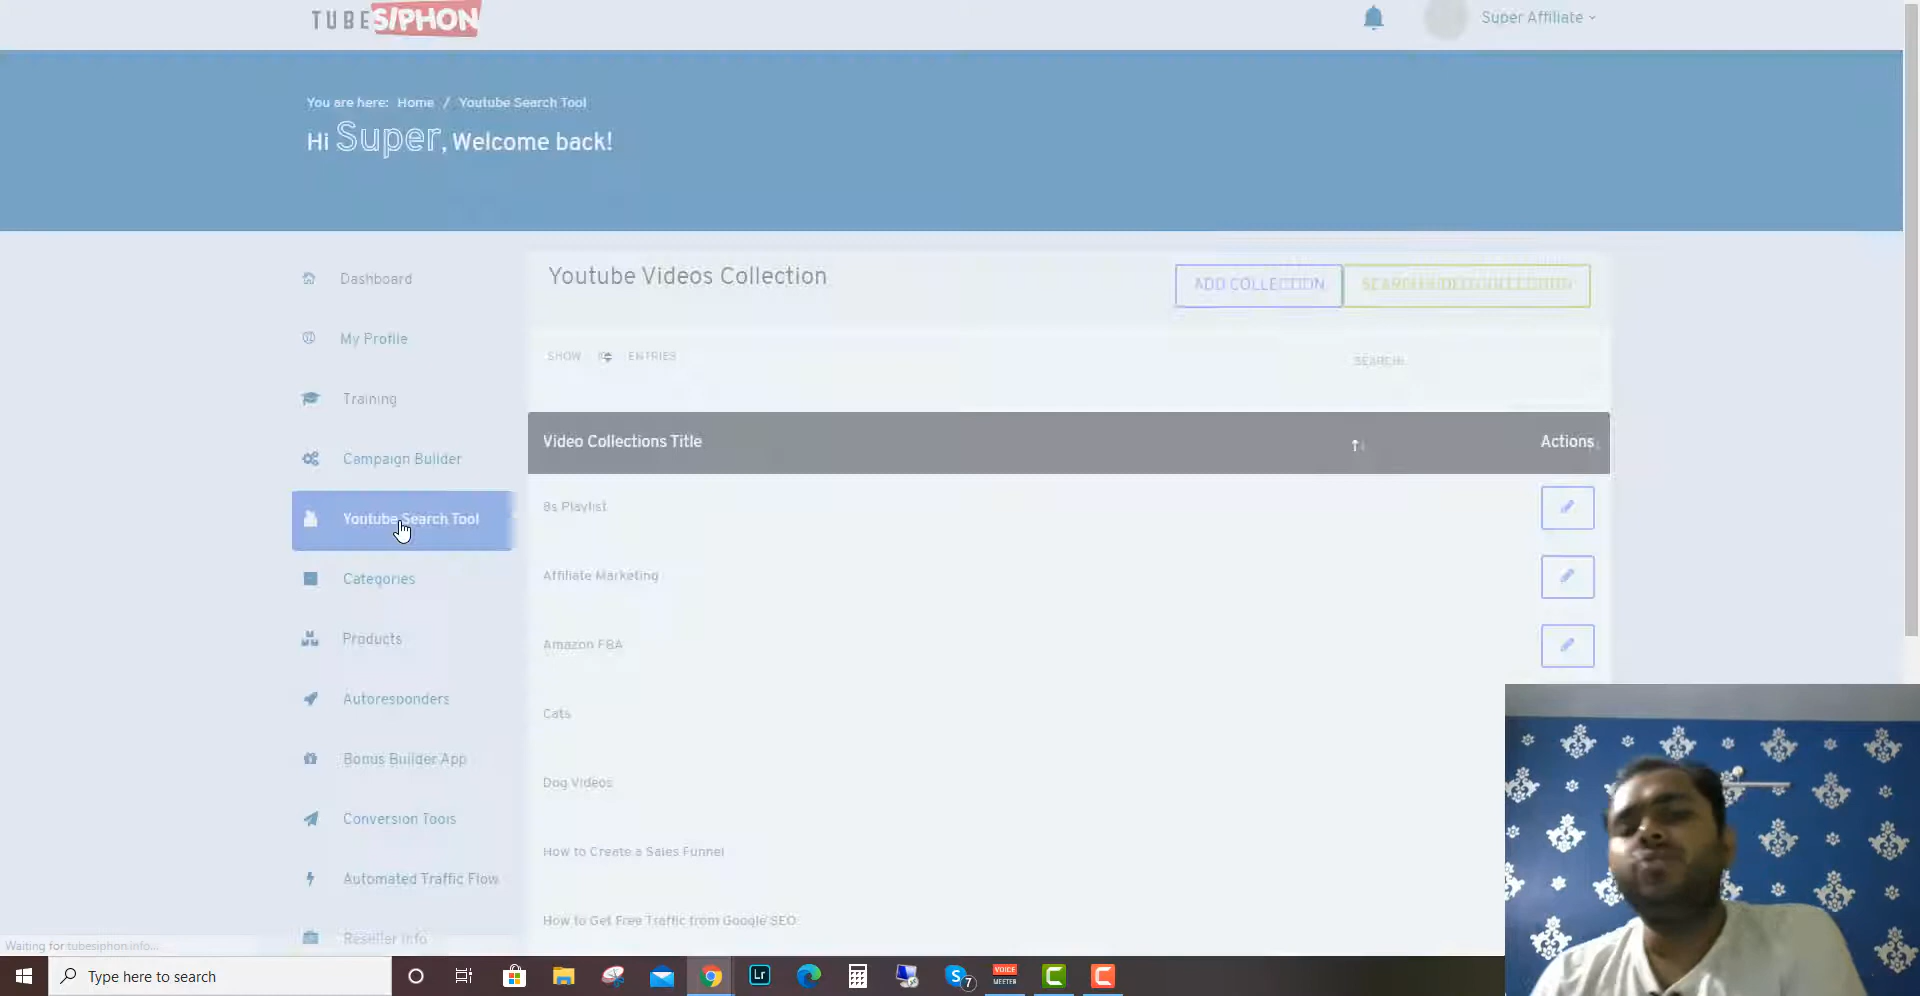 TUBESIPHON
Super Affiliate
You are here: Home / Youtube Search Tool
Hi Super, Welcome back!
Dashboard
My Profile
Training
Campaign Builder
Youtube Search Tool
Categories
Products
Autoresponders
Bonus Builder App
Conversion Tools
Automated Traffic Flow
Reseller Info
Youtube Videos Collection
ADD COLLECTION
SHOW ENTRIES
SEARCH:
Video Collections Title
Actions
8s Playlist
Affiliate Marketing
Amazon FBA
Cats
Dog Videos
How to Create a Sales Funnel
How to Get Free Traffic from Google SEO
Waiting for tubesiphon.info...
Type here to search
Lr
S 7
VOICE
MEETER
C
C